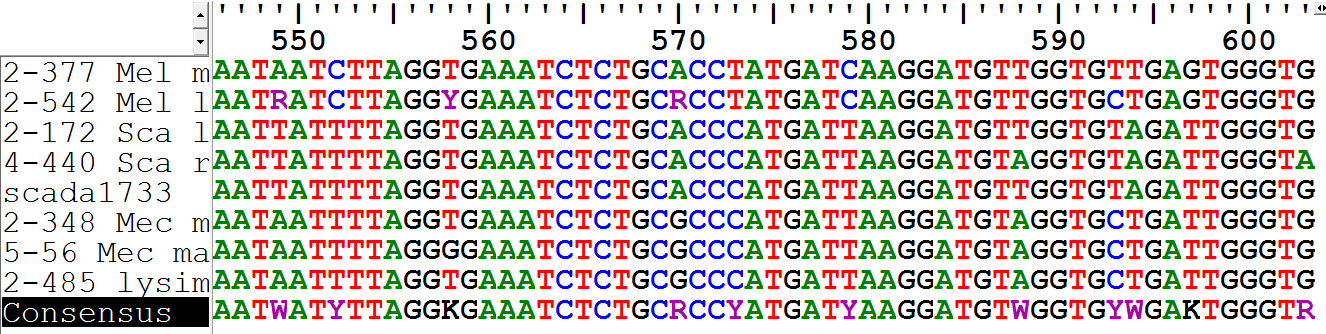 550 560 570 580 590 600
2-377 Mel m AATAATCTTAGGTGAAATCTCTGCACCTATGATCAAGGATGTTGGTGTTGAGTGGGTG
2-542 Mel l AATRATCTTAGGYGAAATCTCTGCRCCTATGATCAAGGATGTTGGTGCTGAGTGGGTG
2-172 Sca l AATTATTTTAGGTGAAATCTCTGCACCCATGATTAAGGATGTTGGTGTAGATTGGGTG
4-440 Sca r AATTATTTTAGGTGAAATCTCTGCACCCATGATTAAGGATGTAGGTGTAGATTGGGTA
scada1733 AATTATTTTAGGTGAAATCTCTGCACCCATGATTAAGGATGTTGGTGTAGATTGGGTG
2-348 Mec m AATAATTTTAGGTGAAATCTCTGCGCCCATGATTAAGGATGTAGGTGCTGATTGGGTG
5-56 Mec ma AATAATTTTAGGGGAAATCTCTGCGCCCATGATTAAGGATGTAGGTGCTGATTGGGTG
2-485 lysim AATAATTTTAGGTGAAATCTCTGCGCCCATGATTAAGGATGTAGGTGCTGATTGGGTG
Consensus AATWATYTTAGGKGAAATCTCTGCRCCYATGATYAAGGATGTWGGTGYWGAKTGGGTR